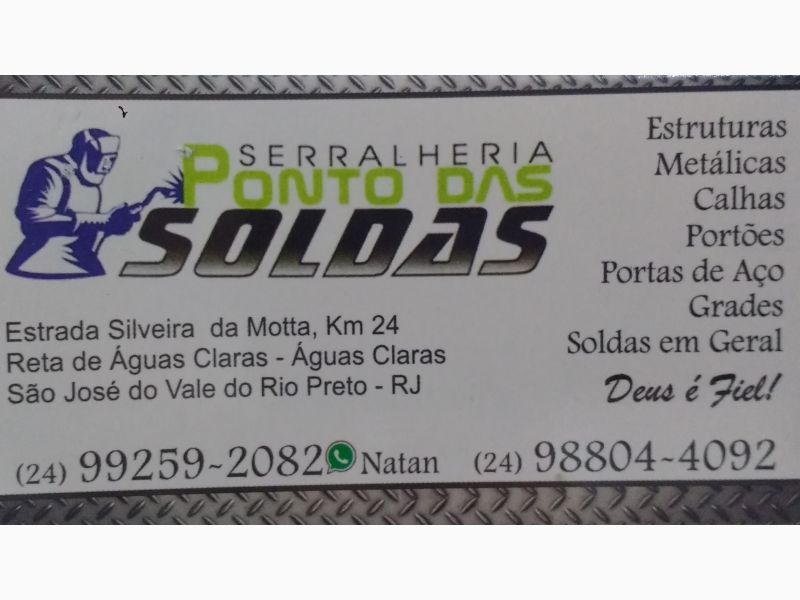 SERRALHERIA
PONTO DAS
SOLDAS
Estrada Silveira da Motta, Km 24
Reta de Águas Claras - Águas Claras
São José do Vale do Rio Preto - RJ
Estruturas
Metálicas
Calhas
Portões
Portas de Aço
Grades
Soldas em Geral
Deus é Fiel!
(24) 99259-2082 Natan (24) 98804-4092